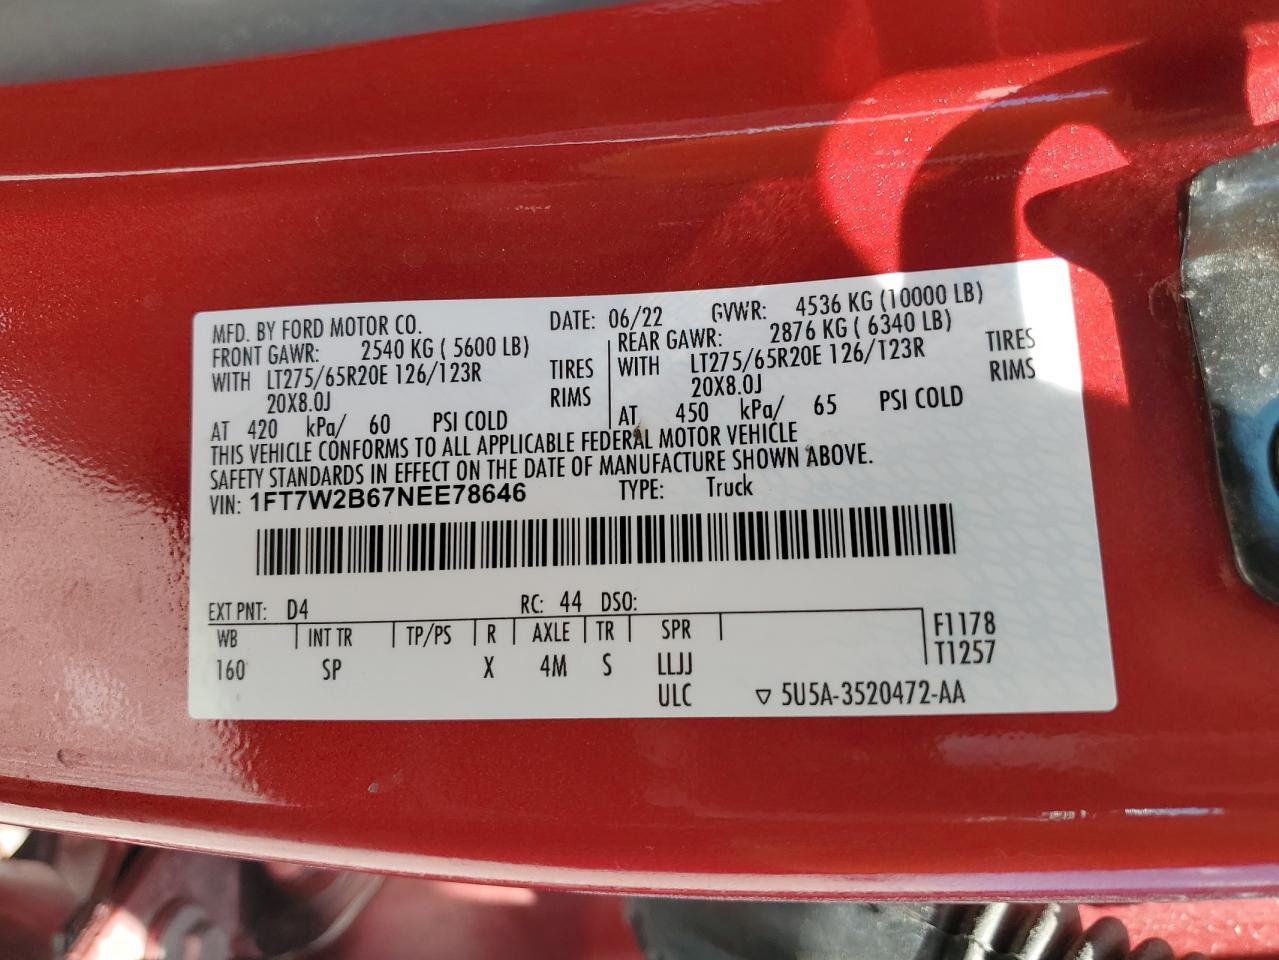 MFD. BY FORD MOTOR CO. DATE: 06/22 GVWR: 4536 KG (10000 LB)
FRONT GAWR: 2540 KG ( 5600 LB) REAR GAWR: 2876 KG ( 6340 LB)
WITH LT275/65R20E 126/123R TIRES WITH LT275/65R20E 126/123R TIRES
20X8.0J RIMS 20X8.0J RIMS
AT 420 kPa/ 60 PSI COLD AT 450 kPa/ 65 PSI COLD
THIS VEHICLE CONFORMS TO ALL APPLICABLE FEDERAL MOTOR VEHICLE
SAFETY STANDARDS IN EFFECT ON THE DATE OF MANUFACTURE SHOWN ABOVE.
VIN: 1FT7W2B67NEE78646 TYPE: Truck
EXT PNT: D4 RC: 44 DSO:
WB INT TR TP/PS R AXLE TR SPR F1178
160 SP X 4M S LLJJ T1257
ULC ▽ 5U5A-3520472-AA